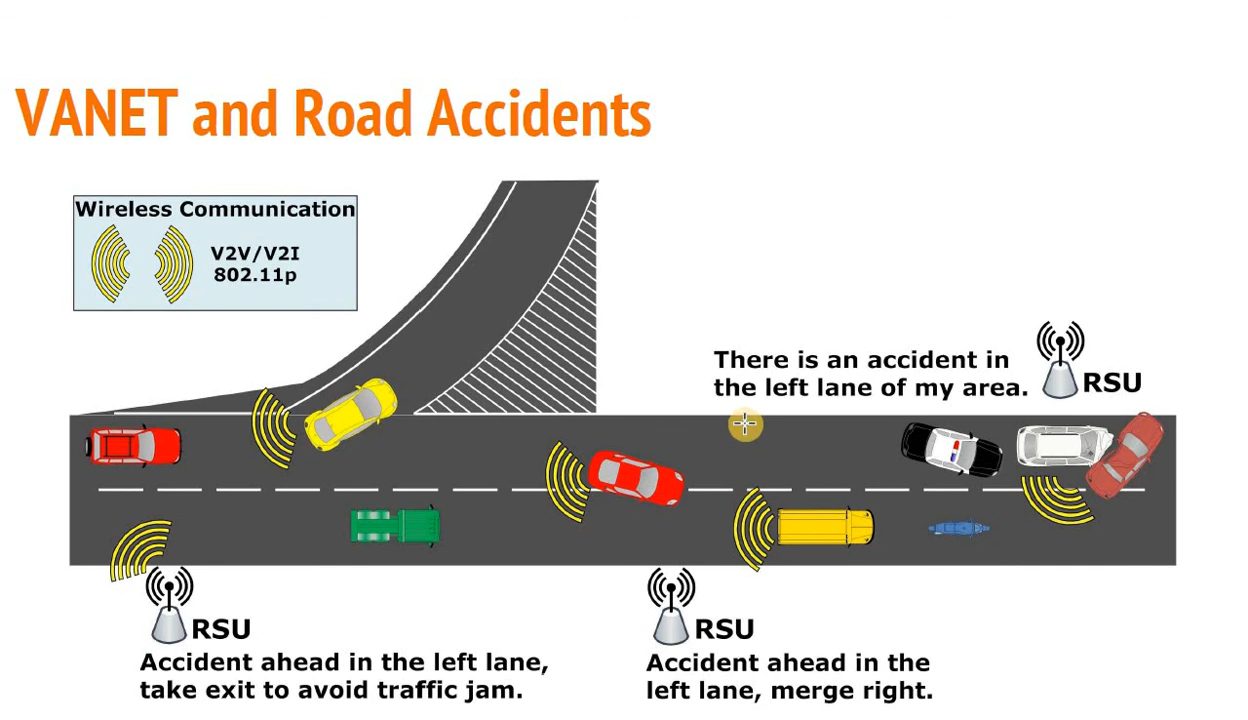 VANET and Road Accidents
Wireless Communication
V2V/V2I
802.11p
There is an accident in
the left lane of my area.
RSU
RSU
Accident ahead in the left lane,
take exit to avoid traffic jam.
RSU
Accident ahead in the
left lane, merge right.